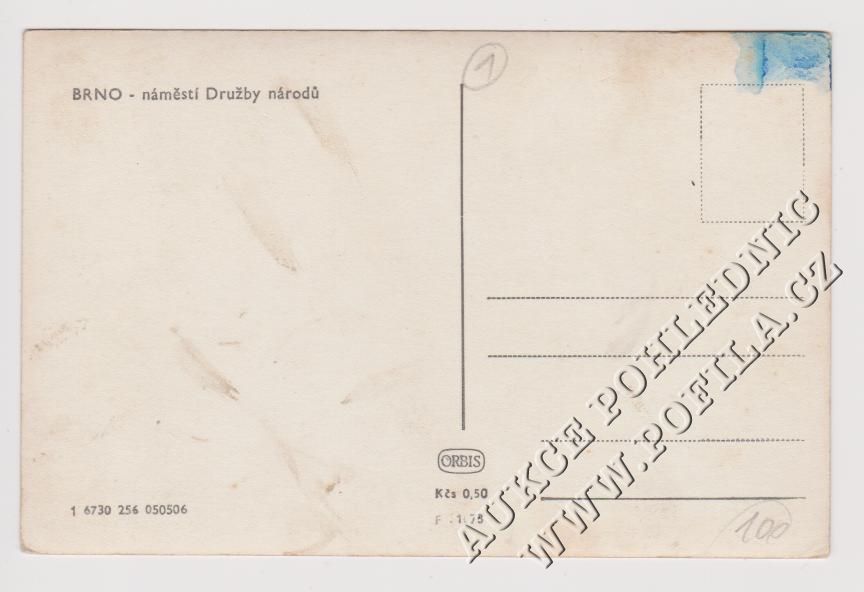 1
BRNO - náměstí Družby národů
ORBIS
Kčs 0,50
1 6730 256 050506
100
AUKCE POHLEDNIC
WWW.POFILA.CZ